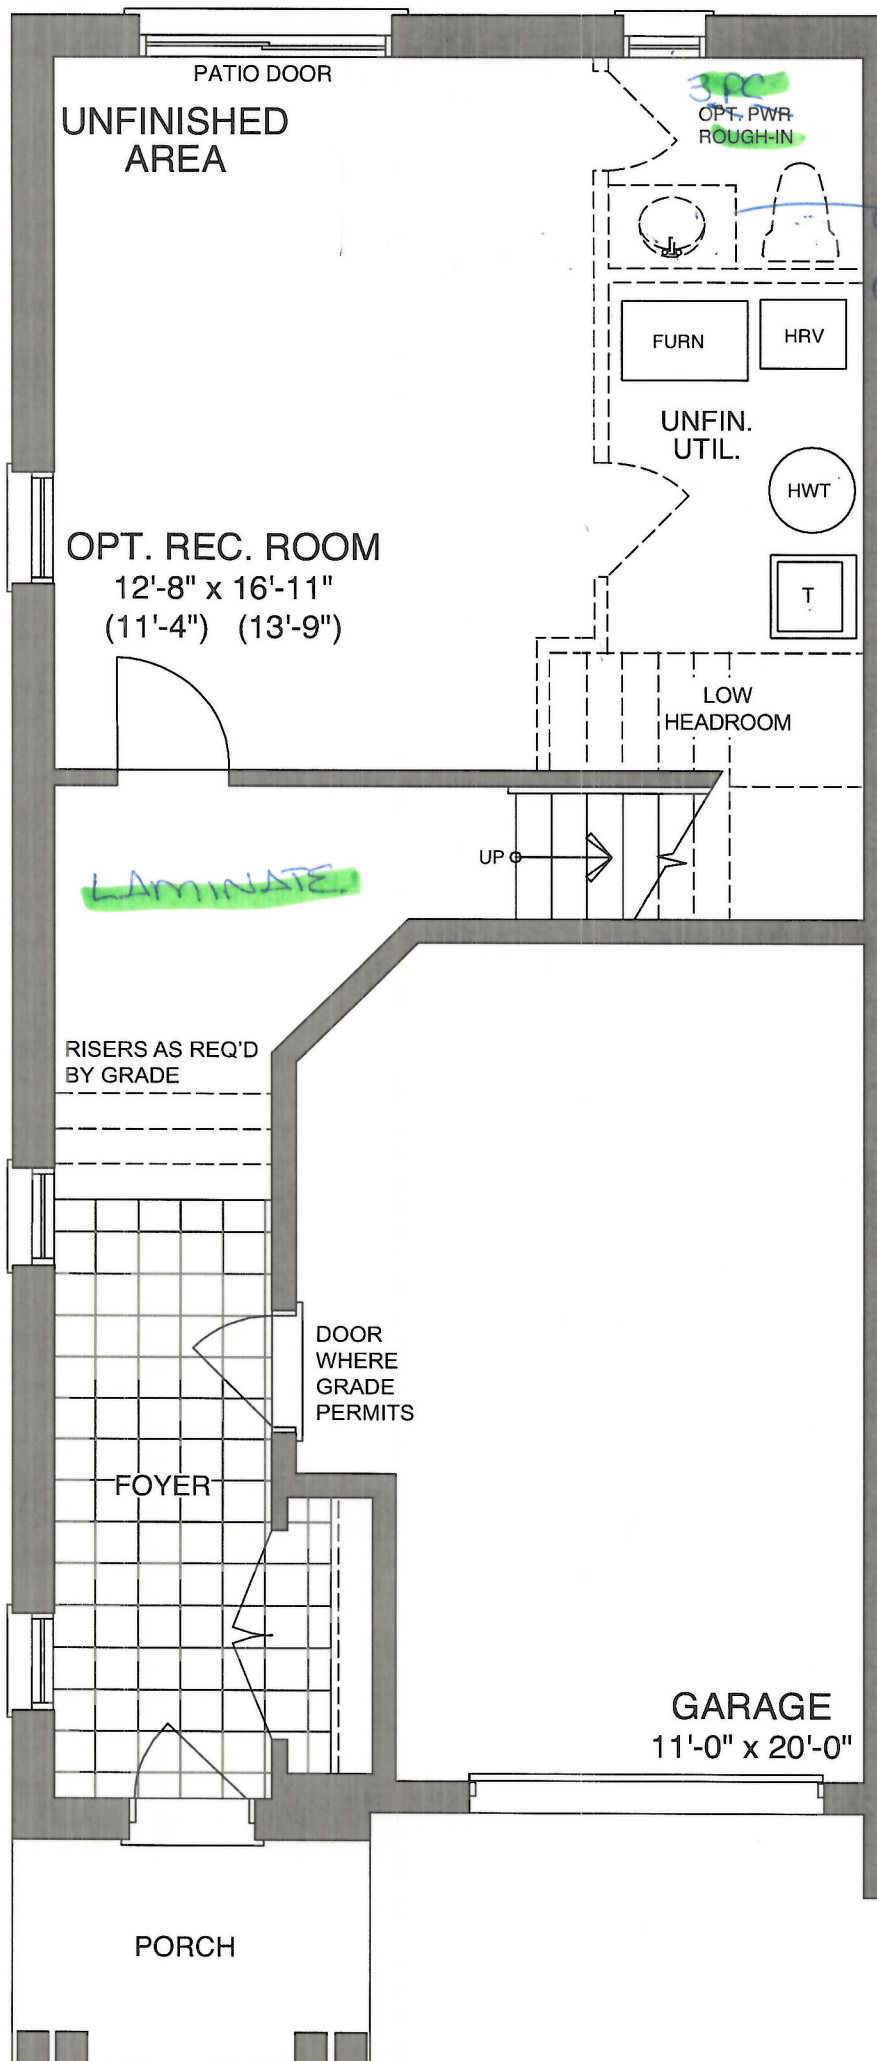 PATIO DOOR
UNFINISHED
AREA
3PC
OPT. PWR
ROUGH-IN
FURN
HRV
UNFIN.
UTIL.
HWT
OPT. REC. ROOM
12'-8" x 16'-11"
(11'-4") (13'-9")
T
LOW
HEADROOM
UP
LAMINATE
RISERS AS REQ'D
BY GRADE
DOOR
WHERE
GRADE
PERMITS
FOYER
GARAGE
11'-0" x 20'-0"
PORCH